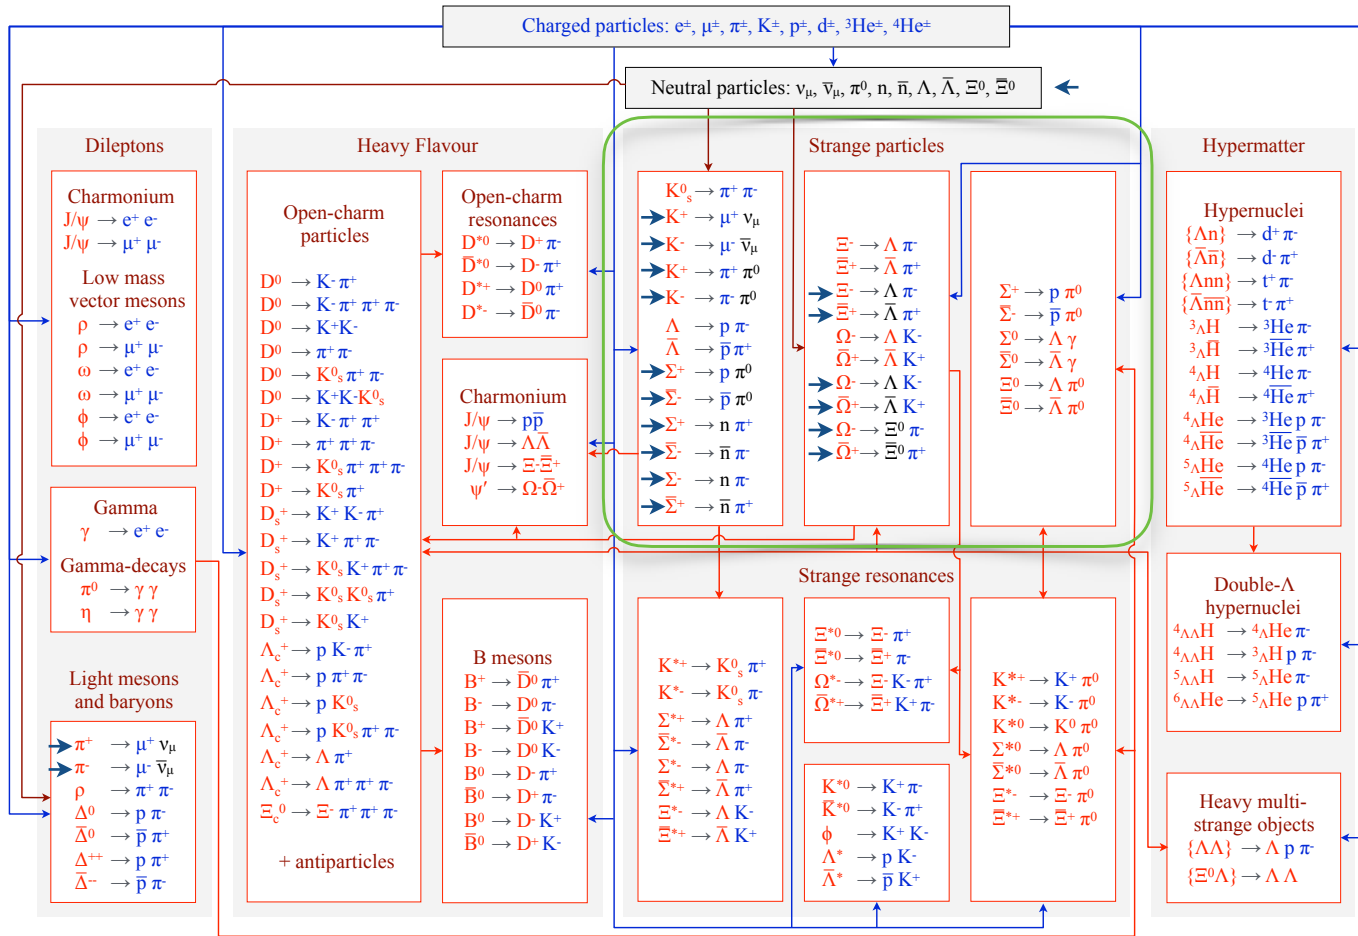 Charged particles: e±, μ±, π±, K±, p±, d±, ³He±, ⁴He±
Neutral particles: νμ, ν̄μ, π⁰, n, n̄, Λ, Λ̄, Ξ⁰, Ξ̄⁰
Dileptons
Charmonium
J/ψ → e⁺ e⁻
J/ψ → μ⁺ μ⁻
Low mass
vector mesons
ρ → e⁺ e⁻
ρ → μ⁺ μ⁻
ω → e⁺ e⁻
ω → μ⁺ μ⁻
ϕ → e⁺ e⁻
ϕ → μ⁺ μ⁻
Gamma
γ → e⁺ e⁻
Gamma-decays
π⁰ → γ γ
η → γ γ
Light mesons
and baryons
π⁺ → μ⁺ νμ
π⁻ → μ⁻ ν̄μ
ρ → π⁺ π⁻
Δ⁰ → p π⁻
Δ̄⁰ → p̄ π⁺
Δ⁺⁺ → p π⁺
Δ̄⁻⁻ → p̄ π⁻
Heavy Flavour
Open-charm
particles
D⁰ → K⁻ π⁺
D⁰ → K⁻ π⁺ π⁺ π⁻
D⁰ → K⁺K⁻
D⁰ → π⁺ π⁻
D⁰ → K⁰s π⁺ π⁻
D⁰ → K⁺K⁻K⁰s
D⁺ → K⁻ π⁺ π⁺
D⁺ → π⁺ π⁺ π⁻
D⁺ → K⁰s π⁺ π⁺ π⁻
D⁺ → K⁰s π⁺
Ds⁺ → K⁺ K⁻ π⁺
Ds⁺ → K⁺ π⁺ π⁻
Ds⁺ → K⁰s K⁺ π⁺ π⁻
Ds⁺ → K⁰s K⁰s π⁺
Ds⁺ → K⁰s K⁺
Λc⁺ → p K⁻ π⁺
Λc⁺ → p π⁺ π⁻
Λc⁺ → p K⁰s
Λc⁺ → p K⁰s π⁺ π⁻
Λc⁺ → Λ π⁺
Λc⁺ → Λ π⁺ π⁺ π⁻
Ξc⁰ → Ξ⁻ π⁺ π⁺ π⁻
+ antiparticles
Open-charm
resonances
D*⁰ → D⁺ π⁻
D̄*⁰ → D⁻ π⁺
D*⁺ → D⁰ π⁺
D*⁻ → D̄⁰ π⁻
Charmonium
J/ψ → pp̄
J/ψ → ΛΛ̄
J/ψ → Ξ⁻Ξ̄⁺
ψ′ → Ω⁻Ω̄⁺
B mesons
B⁺ → D̄⁰ π⁺
B⁻ → D⁰ π⁻
B⁺ → D̄⁰ K⁺
B⁻ → D⁰ K⁻
B⁰ → D⁻ π⁺
B̄⁰ → D⁺ π⁻
B⁰ → D⁻ K⁺
B̄⁰ → D⁺ K⁻
Strange particles
K⁰s → π⁺ π⁻
K⁺ → μ⁺ νμ
K⁻ → μ⁻ ν̄μ
K⁺ → π⁺ π⁰
K⁻ → π⁻ π⁰
Λ → p π⁻
Λ̄ → p̄ π⁺
Σ⁺ → p π⁰
Σ̄⁻ → p̄ π⁰
Σ⁺ → n π⁺
Σ̄⁻ → n̄ π⁻
Σ⁻ → n π⁻
Σ̄⁺ → n̄ π⁺
Ξ⁻ → Λ π⁻
Ξ̄⁺ → Λ̄ π⁺
Ξ⁻ → Λ π⁻
Ξ̄⁺ → Λ̄ π⁺
Ω⁻ → Λ K⁻
Ω̄⁺ → Λ̄ K⁺
Ω⁻ → Λ K⁻
Ω̄⁺ → Λ̄ K⁺
Ω⁻ → Ξ⁰ π⁻
Ω̄⁺ → Ξ̄⁰ π⁺
Σ⁺ → p π⁰
Σ̄⁻ → p̄ π⁰
Σ⁰ → Λ γ
Σ̄⁰ → Λ̄ γ
Ξ⁰ → Λ π⁰
Ξ̄⁰ → Λ̄ π⁰
Strange resonances
K*⁺ → K⁰s π⁺
K*⁻ → K⁰s π⁻
Σ*⁺ → Λ π⁺
Σ̄*⁻ → Λ̄ π⁻
Σ*⁻ → Λ π⁻
Σ̄*⁺ → Λ̄ π⁺
Ξ*⁻ → Λ K⁻
Ξ̄*⁺ → Λ̄ K⁺
Ξ*⁰ → Ξ⁻ π⁺
Ξ̄*⁰ → Ξ̄⁺ π⁻
Ω*⁻ → Ξ⁻ K⁻ π⁺
Ω̄*⁺ → Ξ̄⁺ K⁺ π⁻
K*⁰ → K⁺ π⁻
K̄*⁰ → K⁻ π⁺
ϕ → K⁺ K⁻
Λ* → p K⁻
Λ̄* → p̄ K⁺
K*⁺ → K⁺ π⁰
K*⁻ → K⁻ π⁰
K*⁰ → K⁰ π⁰
Σ*⁰ → Λ π⁰
Σ̄*⁰ → Λ̄ π⁰
Ξ*⁻ → Ξ⁻ π⁰
Ξ̄*⁺ → Ξ̄⁺ π⁰
Hypermatter
Hypernuclei
{Λn} → d⁺ π⁻
{Λ̄n̄} → d⁻ π⁺
{Λnn} → t⁺ π⁻
{Λ̄n̄n̄} → t⁻ π⁺
³ΛH → ³He π⁻
³ΛH̄ → ³H̅e̅ π⁺
⁴ΛH → ⁴He π⁻
⁴ΛH̄ → ⁴H̅e̅ π⁺
⁴ΛHe → ³He p π⁻
⁴ΛH̅e̅ → ³H̅e̅ p̄ π⁺
⁵ΛHe → ⁴He p π⁻
⁵ΛH̅e̅ → ⁴H̅e̅ p̄ π⁺
Double-Λ
hypernuclei
⁴ΛΛH → ⁴ΛHe π⁻
⁴ΛΛH → ³ΛH p π⁻
⁵ΛΛH → ⁵ΛHe π⁻
⁶ΛΛHe → ⁵ΛHe p π⁺
Heavy multi-
strange objects
{ΛΛ} → Λ p π⁻
{Ξ⁰Λ} → Λ Λ